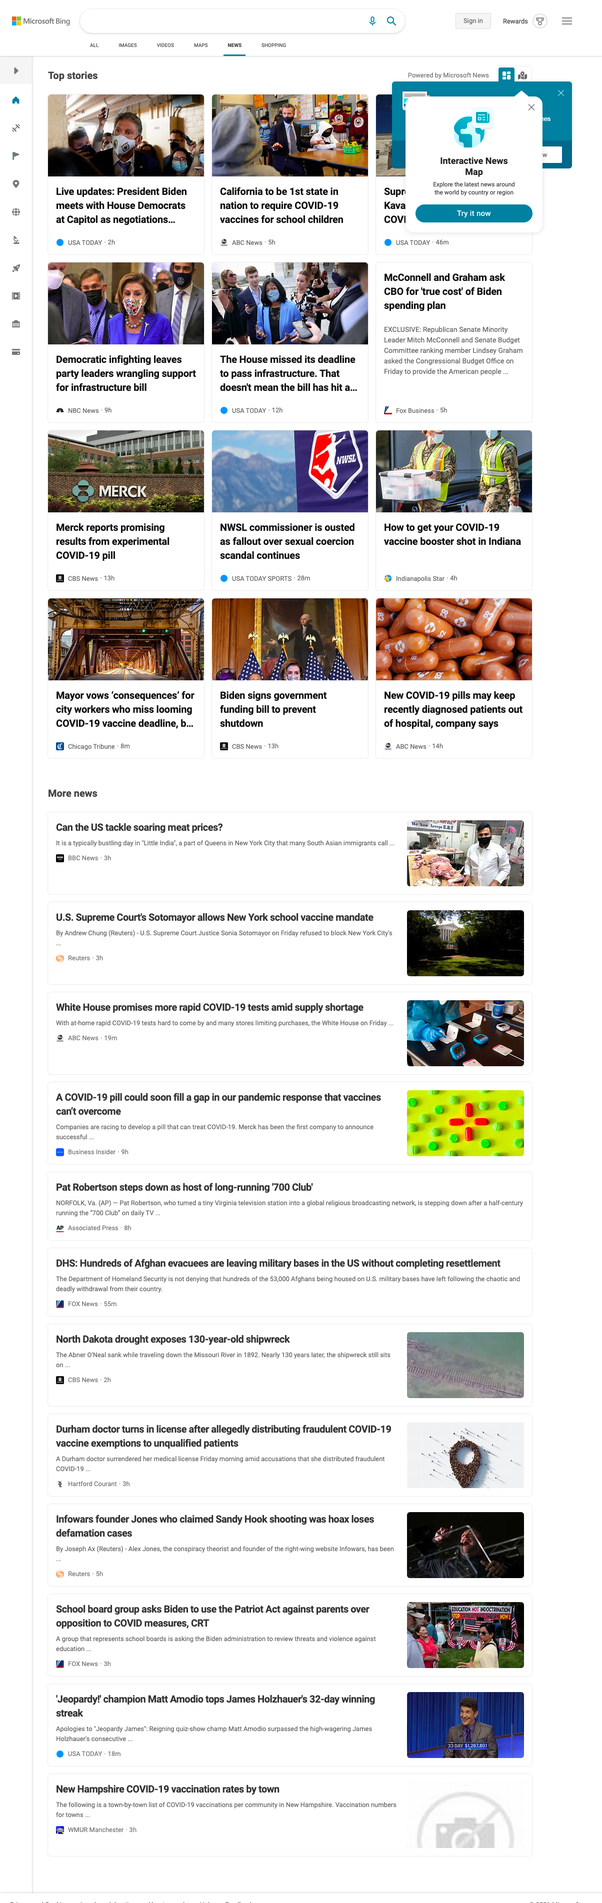 Microsoft Bing
Sign in
Rewards
ALL
IMAGES
VIDEOS
MAPS
NEWS
SHOPPING
Top stories
Powered by Microsoft News
Interactive News
Map
Explore the latest news around
the world by country or region
Try it now
Live updates: President Biden
meets with House Democrats
at Capitol as negotiations...
USA TODAY · 2h
California to be 1st state in
nation to require COVID-19
vaccines for school children
ABC News · 5h
Supr
Kava
COVI
USA TODAY · 46m
Democratic infighting leaves
party leaders wrangling support
for infrastructure bill
NBC News · 9h
The House missed its deadline
to pass infrastructure. That
doesn't mean the bill has hit a...
USA TODAY · 12h
McConnell and Graham ask
CBO for 'true cost' of Biden
spending plan
EXCLUSIVE: Republican Senate Minority
Leader Mitch McConnell and Senate Budget
Committee ranking member Lindsey Graham
asked the Congressional Budget Office on
Friday to provide the American people ...
Fox Business · 5h
MERCK
Merck reports promising
results from experimental
COVID-19 pill
CBS News · 13h
NWSL
NWSL commissioner is ousted
as fallout over sexual coercion
scandal continues
USA TODAY SPORTS · 28m
How to get your COVID-19
vaccine booster shot in Indiana
Indianapolis Star · 4h
Mayor vows 'consequences' for
city workers who miss looming
COVID-19 vaccine deadline, b...
Chicago Tribune · 8m
Biden signs government
funding bill to prevent
shutdown
CBS News · 13h
New COVID-19 pills may keep
recently diagnosed patients out
of hospital, company says
ABC News · 14h
More news
Can the US tackle soaring meat prices?
It is a typically bustling day in "Little India", a part of Queens in New York City that many South Asian immigrants call ...
BBC News · 3h
U.S. Supreme Court's Sotomayor allows New York school vaccine mandate
By Andrew Chung (Reuters) - U.S. Supreme Court Justice Sonia Sotomayor on Friday refused to block New York City's
...
Reuters · 3h
White House promises more rapid COVID-19 tests amid supply shortage
With at-home rapid COVID-19 tests hard to come by and many stores limiting purchases, the White House on Friday ...
ABC News · 19m
A COVID-19 pill could soon fill a gap in our pandemic response that vaccines
can't overcome
Companies are racing to develop a pill that can treat COVID-19. Merck has been the first company to announce
successful ...
Business Insider · 9h
Pat Robertson steps down as host of long-running '700 Club'
NORFOLK, Va. (AP) — Pat Robertson, who turned a tiny Virginia television station into a global religious broadcasting network, is stepping down after a half-century
running the "700 Club" on daily TV ...
AP
Associated Press · 8h
DHS: Hundreds of Afghan evacuees are leaving military bases in the US without completing resettlement
The Department of Homeland Security is not denying that hundreds of the 53,000 Afghans being housed on U.S. military bases have left following the chaotic and
deadly withdrawal from their country.
FOX News · 55m
North Dakota drought exposes 130-year-old shipwreck
The Abner O'Neal sank while traveling down the Missouri River in 1892. Nearly 130 years later, the shipwreck still sits
on ...
CBS News · 2h
Durham doctor turns in license after allegedly distributing fraudulent COVID-19
vaccine exemptions to unqualified patients
A Durham doctor surrendered her medical license Friday morning amid accusations that she distributed fraudulent
COVID-19 ...
Hartford Courant · 3h
Infowars founder Jones who claimed Sandy Hook shooting was hoax loses
defamation cases
By Joseph Ax (Reuters) - Alex Jones, the conspiracy theorist and founder of the right-wing website Infowars, has been
...
Reuters · 5h
School board group asks Biden to use the Patriot Act against parents over
opposition to COVID measures, CRT
A group that represents school boards is asking the Biden administration to review threats and violence against
education ...
FOX News · 3h
EDUCATION NOT INDOCTRINATION
'Jeopardy!' champion Matt Amodio tops James Holzhauer's 32-day winning
streak
Apologies to "Jeopardy James": Reigning quiz-show champ Matt Amodio surpassed the high-wagering James
Holzhauer's consecutive ...
USA TODAY · 18m
33 DAY $1,267,801
New Hampshire COVID-19 vaccination rates by town
The following is a town-by-town list of COVID-19 vaccinations per community in New Hampshire. Vaccination numbers
for towns ...
WMUR Manchester · 3h